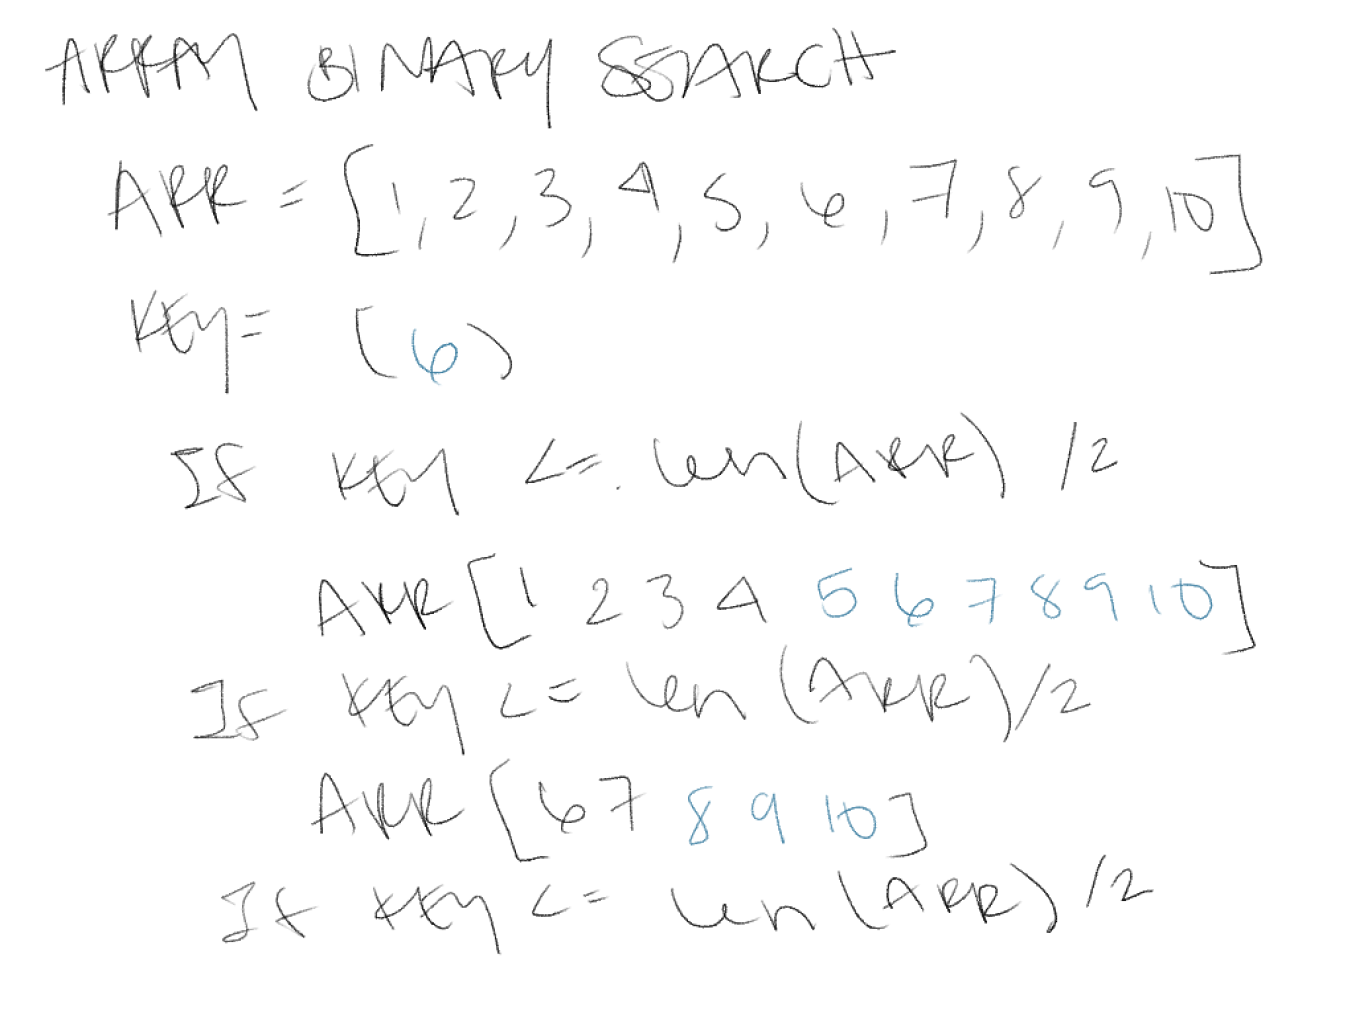 ARRAY BINARY SEARCH
ARR = [1, 2, 3, 4, 5, 6, 7, 8, 9, 10]
KEY = (6)
If KEY <= len(ARR) /2
ARR [1 2 3 4 5 6 7 8 9 10]
If KEY <= len (ARR)/2
ARR [6 7 8 9 10]
If KEY <= len (ARR) /2